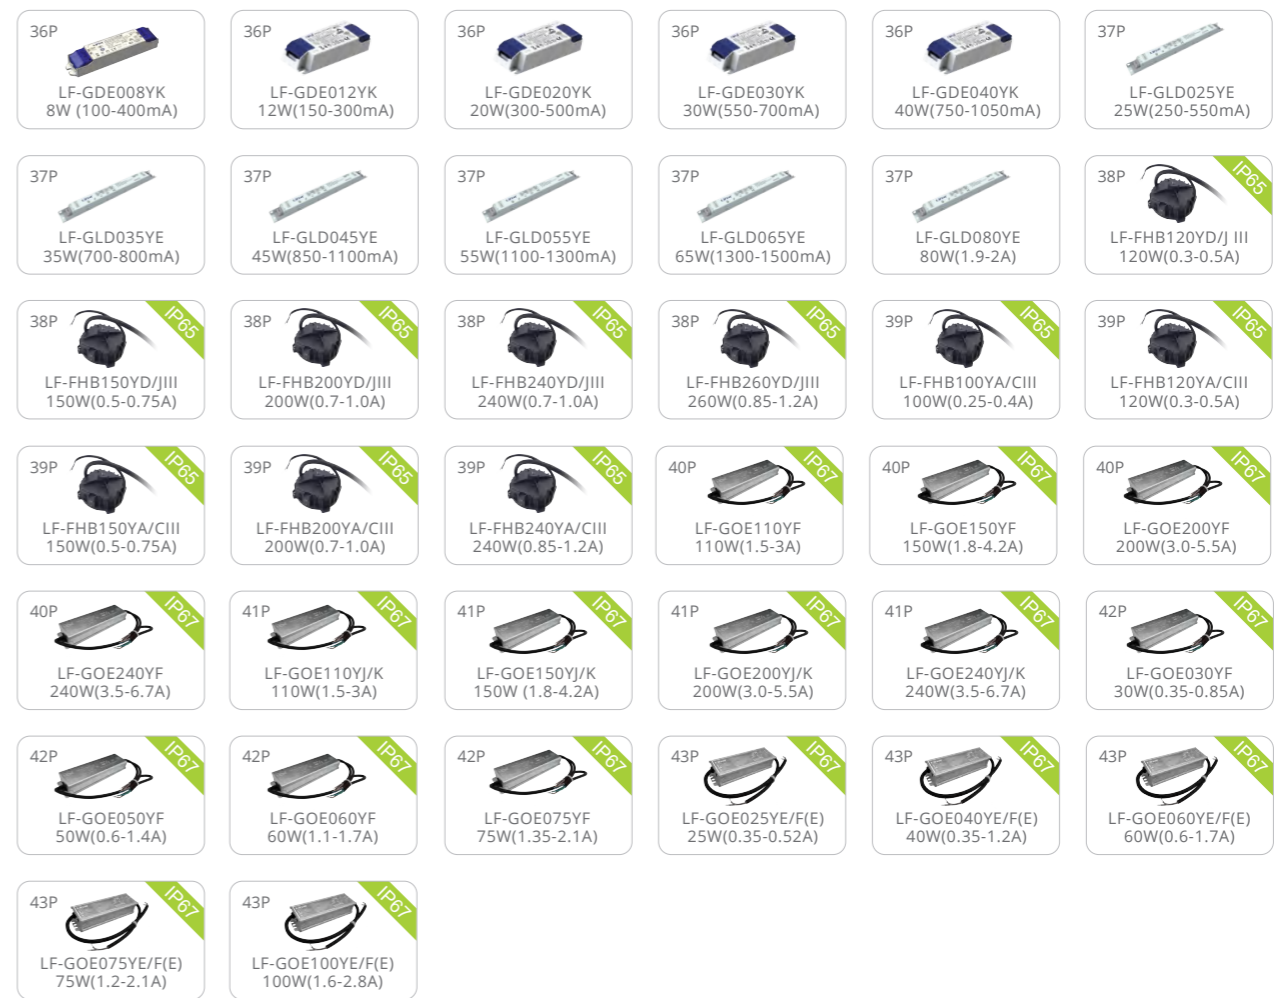 36P
LF-GDE008YK
8W (100-400mA)
36P
LF-GDE012YK
12W(150-300mA)
36P
LF-GDE020YK
20W(300-500mA)
36P
LF-GDE030YK
30W(550-700mA)
36P
LF-GDE040YK
40W(750-1050mA)
37P
LF-GLD025YE
25W(250-550mA)
37P
LF-GLD035YE
35W(700-800mA)
37P
LF-GLD045YE
45W(850-1100mA)
37P
LF-GLD055YE
55W(1100-1300mA)
37P
LF-GLD065YE
65W(1300-1500mA)
37P
LF-GLD080YE
80W(1.9-2A)
38P
IP65
LF-FHB120YD/J III
120W(0.3-0.5A)
38P
IP65
LF-FHB150YD/JIII
150W(0.5-0.75A)
38P
IP65
LF-FHB200YD/JIII
200W(0.7-1.0A)
38P
IP65
LF-FHB240YD/JIII
240W(0.7-1.0A)
38P
IP65
LF-FHB260YD/JIII
260W(0.85-1.2A)
39P
IP65
LF-FHB100YA/CIII
100W(0.25-0.4A)
39P
IP65
LF-FHB120YA/CIII
120W(0.3-0.5A)
39P
IP65
LF-FHB150YA/CIII
150W(0.5-0.75A)
39P
IP65
LF-FHB200YA/CIII
200W(0.7-1.0A)
39P
IP65
LF-FHB240YA/CIII
240W(0.85-1.2A)
40P
IP67
LF-GOE110YF
110W(1.5-3A)
40P
IP67
LF-GOE150YF
150W(1.8-4.2A)
40P
IP67
LF-GOE200YF
200W(3.0-5.5A)
40P
IP67
LF-GOE240YF
240W(3.5-6.7A)
41P
IP67
LF-GOE110YJ/K
110W(1.5-3A)
41P
IP67
LF-GOE150YJ/K
150W (1.8-4.2A)
41P
IP67
LF-GOE200YJ/K
200W(3.0-5.5A)
41P
IP67
LF-GOE240YJ/K
240W(3.5-6.7A)
42P
IP67
LF-GOE030YF
30W(0.35-0.85A)
42P
IP67
LF-GOE050YF
50W(0.6-1.4A)
42P
IP67
LF-GOE060YF
60W(1.1-1.7A)
42P
IP67
LF-GOE075YF
75W(1.35-2.1A)
43P
IP67
LF-GOE025YE/F(E)
25W(0.35-0.52A)
43P
IP67
LF-GOE040YE/F(E)
40W(0.35-1.2A)
43P
IP67
LF-GOE060YE/F(E)
60W(0.6-1.7A)
43P
IP67
LF-GOE075YE/F(E)
75W(1.2-2.1A)
43P
IP67
LF-GOE100YE/F(E)
100W(1.6-2.8A)